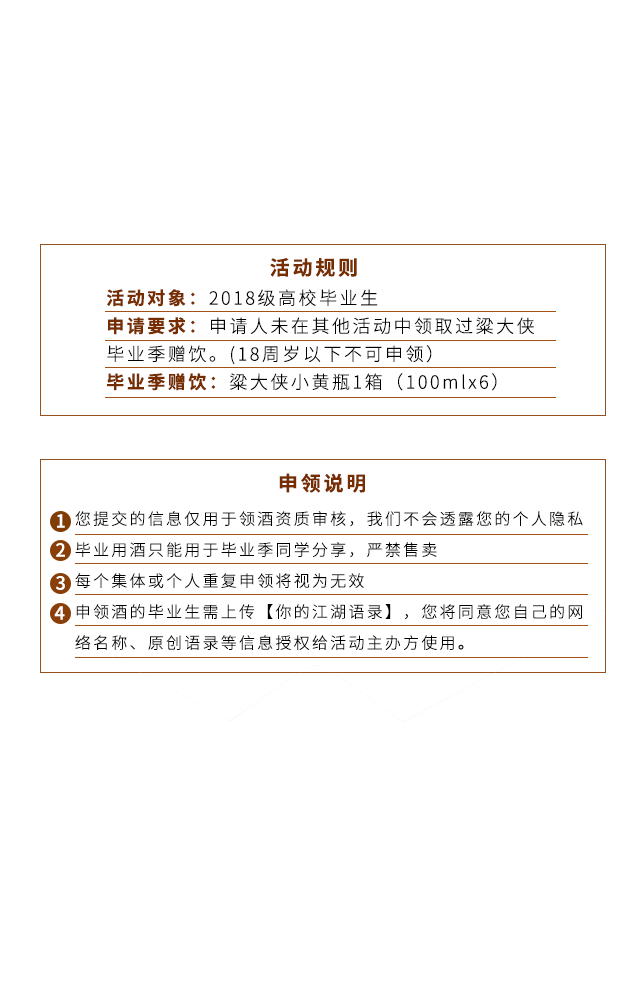 活动规则
活动对象：2018级高校毕业生
申请要求：申请人未在其他活动中领取过粱大侠
毕业季赠饮。(18周岁以下不可申领）
毕业季赠饮：粱大侠小黄瓶1箱（100mlx6）
申领说明
1 您提交的信息仅用于领酒资质审核，我们不会透露您的个人隐私
2 毕业用酒只能用于毕业季同学分享，严禁售卖
3 每个集体或个人重复申领将视为无效
4 申领酒的毕业生需上传【你的江湖语录】，您将同意您自己的网
络名称、原创语录等信息授权给活动主办方使用。